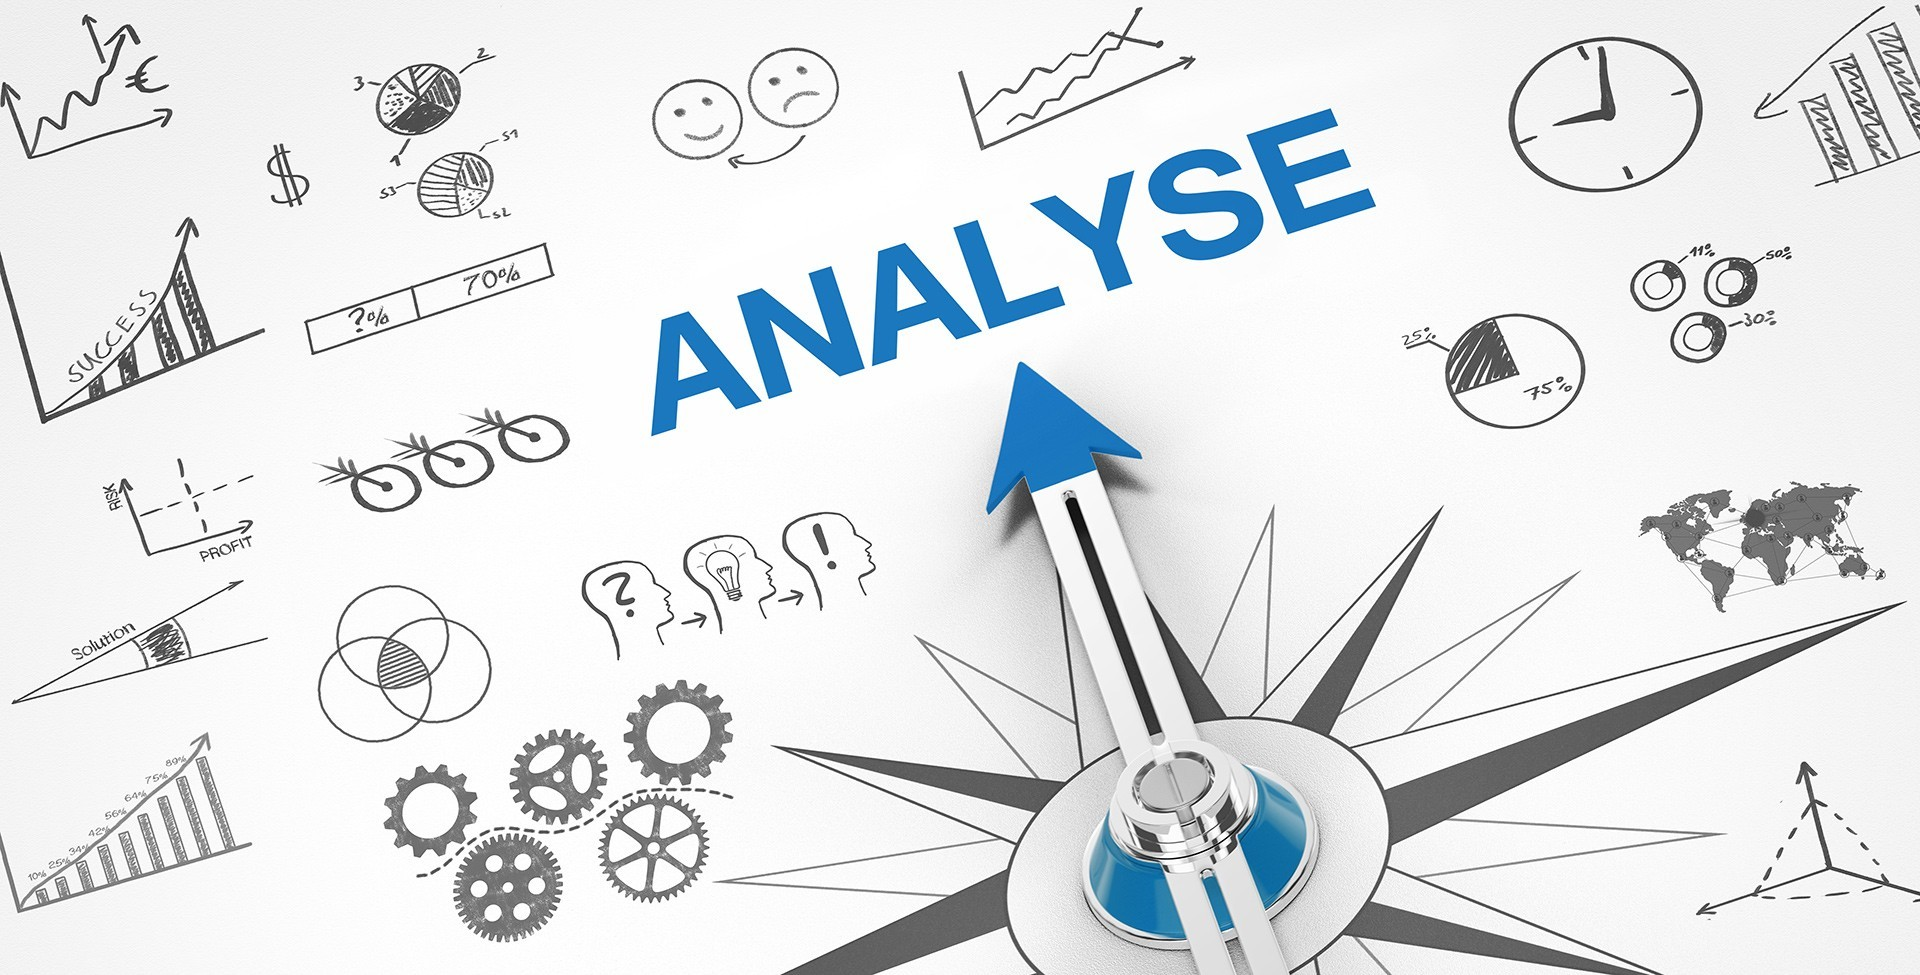 €
3
2
1
$
S1
S3
S2
SUCCESS
?%
70%
ANALYSE
11%
50%
30%
25%
75%
RISK
PROFIT
?
!
Solution
10%
25%
34%
42%
56%
64%
75%
89%